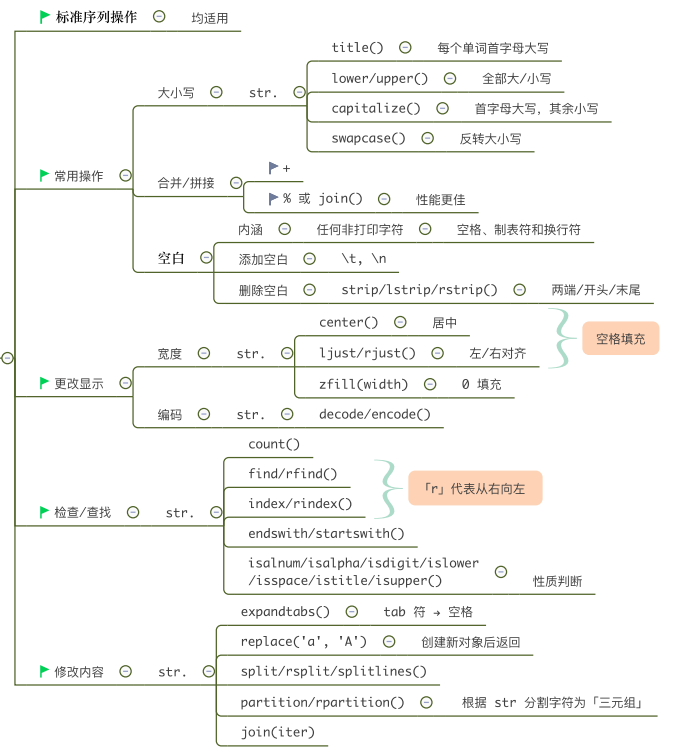 标准序列操作 均适用
常用操作
大小写 str.
title() 每个单词首字母大写
lower/upper() 全部大/小写
capitalize() 首字母大写，其余小写
swapcase() 反转大小写
合并/拼接
+
% 或 join() 性能更佳
空白
内涵 任何非打印字符 空格、制表符和换行符
添加空白 \t, \n
删除空白 strip/lstrip/rstrip() 两端/开头/末尾
更改显示
宽度 str.
center() 居中
ljust/rjust() 左/右对齐
zfill(width) 0 填充
空格填充
编码 str. decode/encode()
检查/查找 str.
count()
find/rfind()
index/rindex()
「r」代表从右向左
endswith/startswith()
isalnum/isalpha/isdigit/islower
/isspace/istitle/isupper() 性质判断
修改内容 str.
expandtabs() tab 符 → 空格
replace('a', 'A') 创建新对象后返回
split/rsplit/splitlines()
partition/rpartition() 根据 str 分割字符为「三元组」
join(iter)